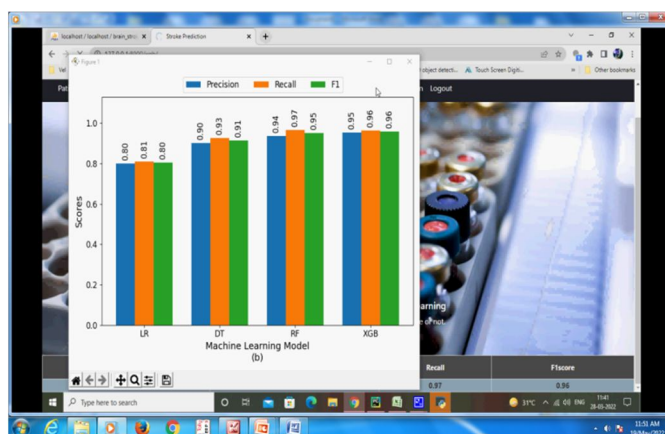 localhost / localhost / brain_stro
Stroke Prediction
Figure 1
object detecti...
Touch Screen Digiti...
Other bookmarks
Logout
Precision Recall F1
0.80 0.81 0.80 0.90 0.93 0.91 0.94 0.97 0.95 0.95 0.96 0.96
Scores
1.0
0.8
0.6
0.4
0.2
0.0
LR DT RF XGB
Machine Learning Model
(b)
arning
e or not.
Recall F1score
0.97 0.96
Type here to search
31°C
ENG
11:41
28-03-2022
11:51 AM